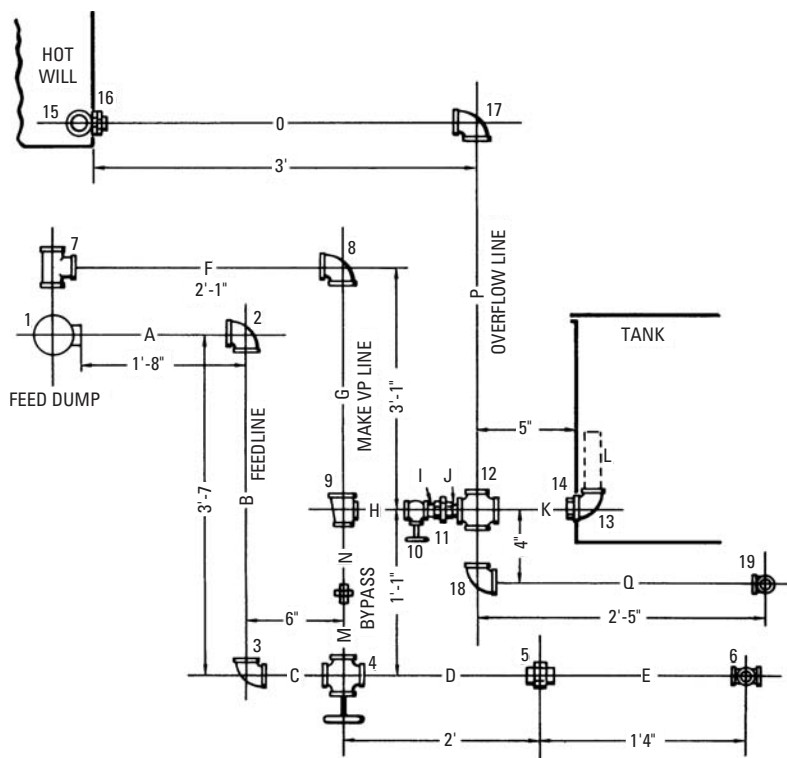 HOT
WILL
15
16
O
17
3'
7
8
F
2'-1"
1
A
2
1'-8"
FEED DUMP
P
OVERFLOW LINE
TANK
G
MAKE VP LINE
3'-1"
B
FEEDLINE
3'-7
5"
L
9
H
I
J
12
14
K
13
10
11
4"
N
M
BYPASS
1'-1"
18
Q
19
6"
2'-5"
3
C
4
D
5
E
6
2'
1'4"